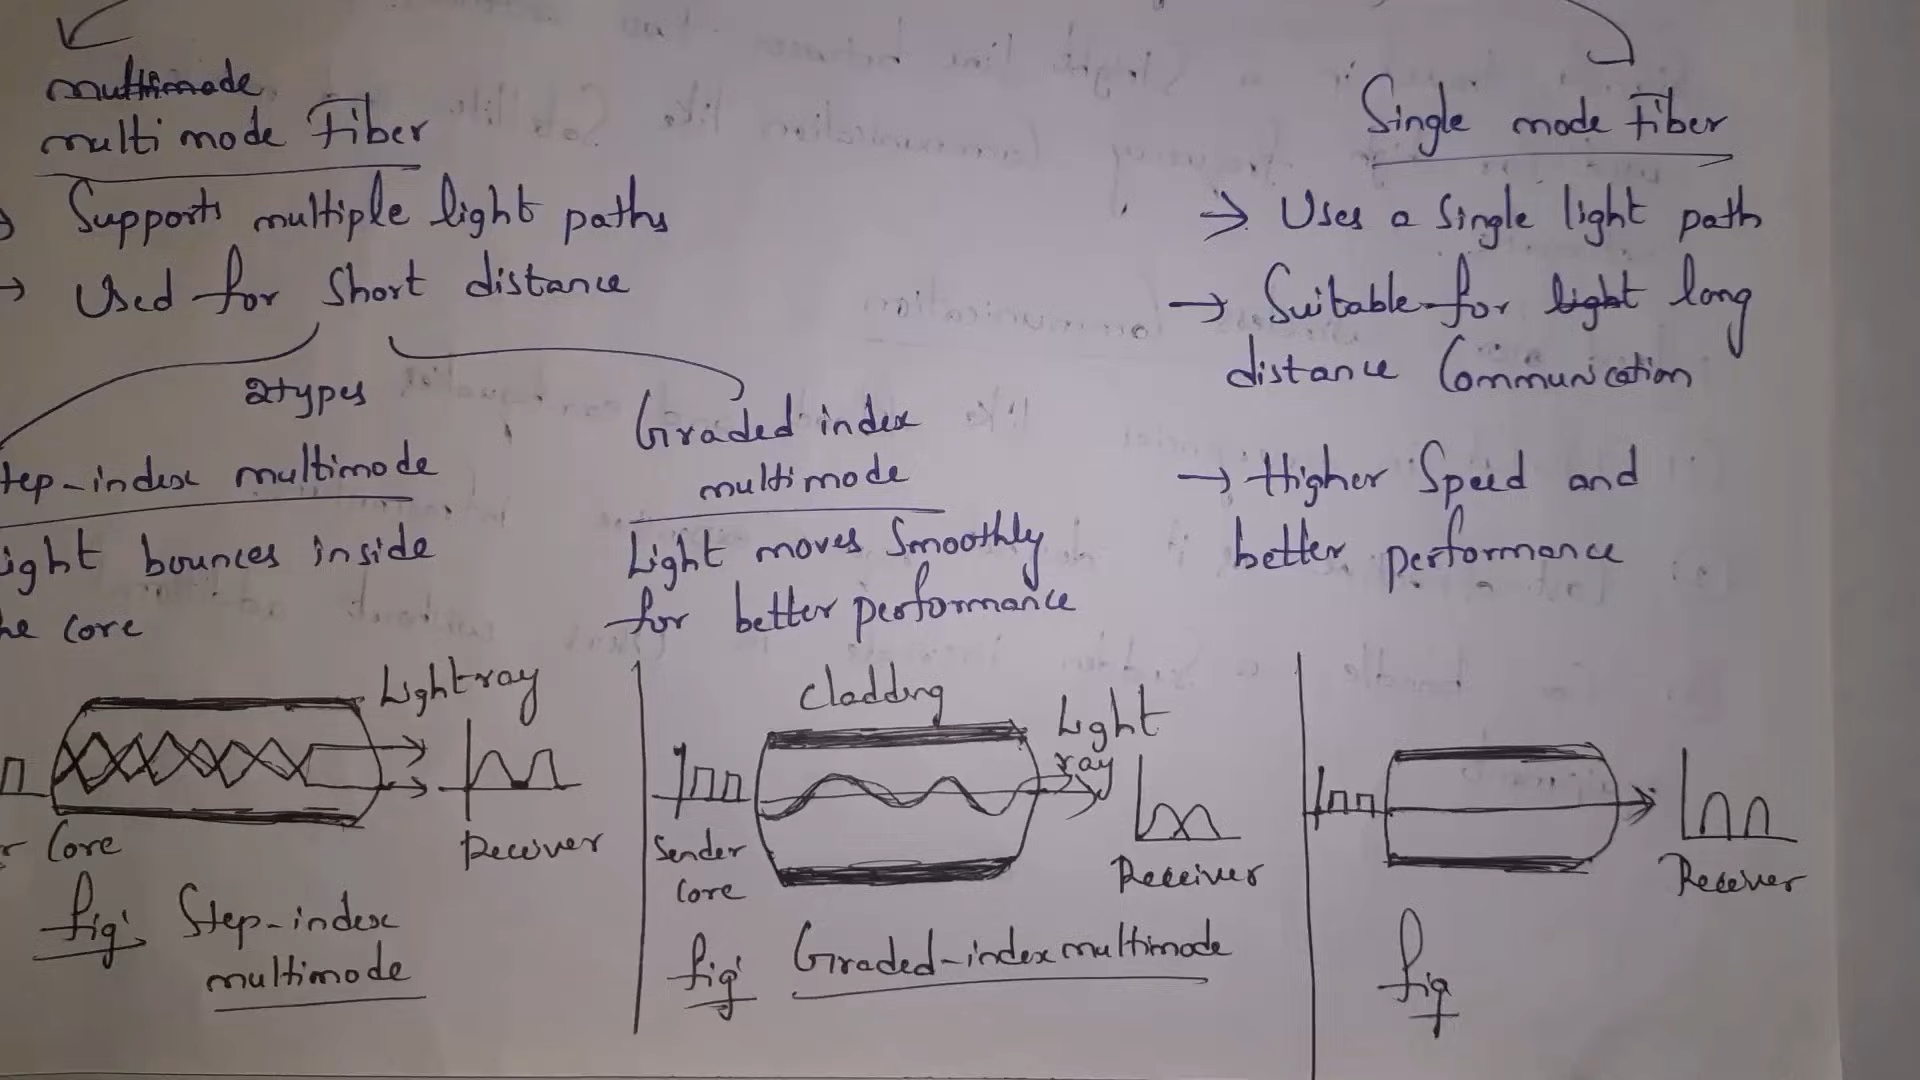 multimode
multi mode Fiber
Supports multiple light paths
→ Used for short distance
2types
tep-index multimode
ight bounces inside
he core
Graded index
multimode
Light moves Smoothly
for better performance
Single mode Fiber
→ Uses a Single light path
→ Suitable for light long
distance Communication
→ Higher Speed and
better performance
Light ray
r Core
Receiver
fig: Step-index
multimode
Cladding
Light
ray
Sender
Core
Receiver
fig: Graded-index multimode
Receiver
fig